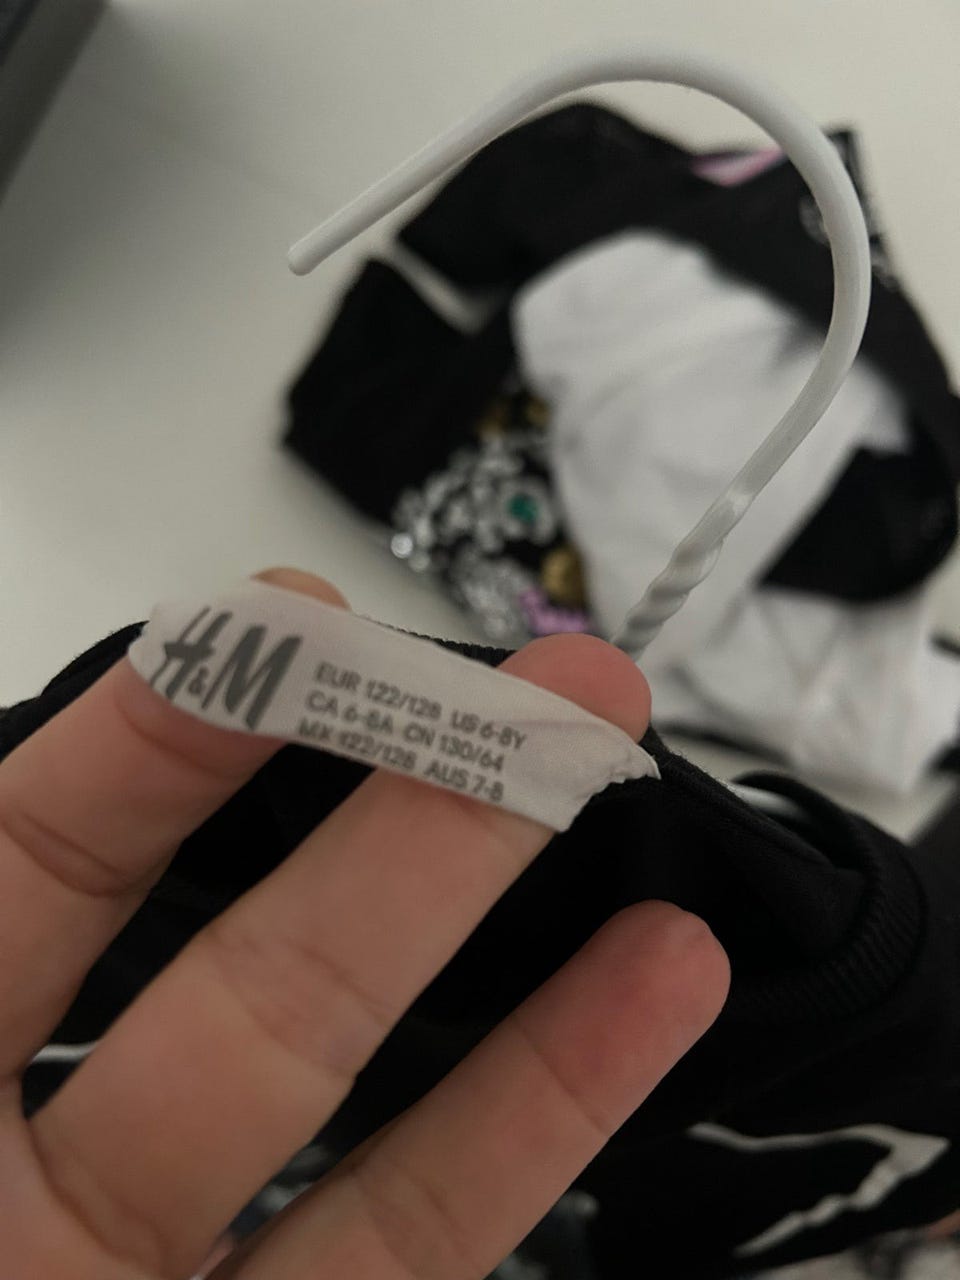 H&M
EUR 122/128 US 6-8Y
CA 6-8A CN 130/64
MX 122/128 AUS 7-8